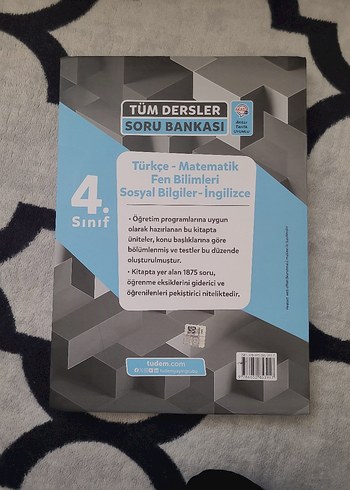 TÜM DERSLER
SORU BANKASI
4.
Sınıf
Türkçe - Matematik
Fen Bilimleri
Sosyal Bilgiler - İngilizce
• Öğretim programlarına uygun
olarak hazırlanan bu kitapta
üniteler, konu başlıklarına göre
bölümlenmiş ve testler bu düzende
oluşturulmuştur.
• Kitapta yer alan 1875 soru,
öğrenme eksiklerini giderici ve
öğrenilenleri pekiştirici niteliktedir.
tudem.com